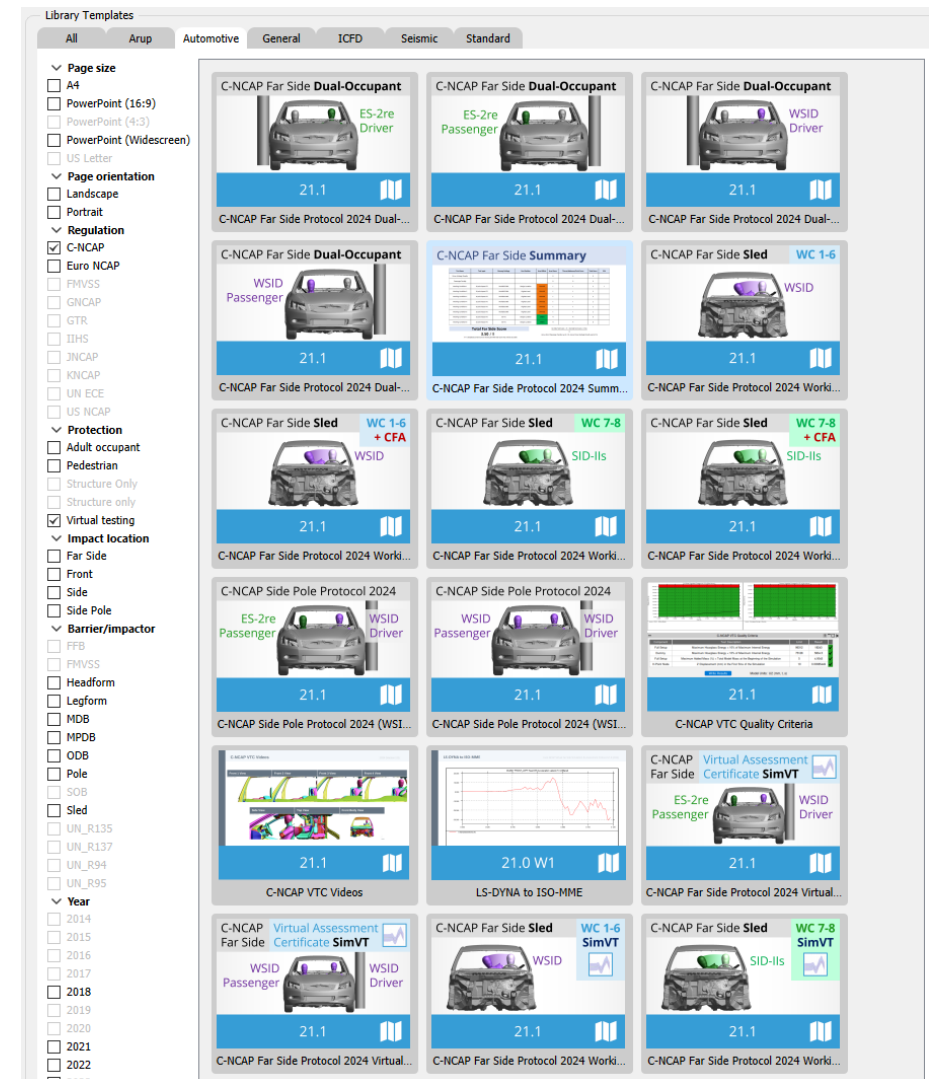 Library Templates
All Arup Automotive General ICFD Seismic Standard
Page size
A4
PowerPoint (16:9)
PowerPoint (4:3)
PowerPoint (Widescreen)
US Letter
Page orientation
Landscape
Portrait
Regulation
C-NCAP
Euro NCAP
FMVSS
GNCAP
GTR
IIHS
JNCAP
KNCAP
UN ECE
US NCAP
Protection
Adult occupant
Pedestrian
Structure Only
Structure only
Virtual testing
Impact location
Far Side
Front
Side
Side Pole
Barrier/impactor
FFB
FMVSS
Headform
Legform
MDB
MPDB
ODB
Pole
SOB
Sled
UN_R135
UN_R137
UN_R94
UN_R95
Year
2014
2015
2016
2017
2018
2019
2020
2021
2022
C-NCAP Far Side Dual-Occupant
ES-2re
Driver
21.1
C-NCAP Far Side Protocol 2024 Dual-...
C-NCAP Far Side Dual-Occupant
ES-2re
Passenger
21.1
C-NCAP Far Side Protocol 2024 Dual-...
C-NCAP Far Side Dual-Occupant
WSID
Driver
21.1
C-NCAP Far Side Protocol 2024 Dual-...
C-NCAP Far Side Dual-Occupant
WSID
Passenger
21.1
C-NCAP Far Side Protocol 2024 Dual-...
C-NCAP Far Side Summary
Total Far Side Score
21.1
C-NCAP Far Side Protocol 2024 Summ...
C-NCAP Far Side Sled WC 1-6
WSID
21.1
C-NCAP Far Side Protocol 2024 Worki...
C-NCAP Far Side Sled WC 1-6
+ CFA
WSID
21.1
C-NCAP Far Side Protocol 2024 Worki...
C-NCAP Far Side Sled WC 7-8
SID-IIs
21.1
C-NCAP Far Side Protocol 2024 Worki...
C-NCAP Far Side Sled WC 7-8
+ CFA
SID-IIs
21.1
C-NCAP Far Side Protocol 2024 Worki...
C-NCAP Side Pole Protocol 2024
ES-2re WSID
Passenger Driver
21.1
C-NCAP Side Pole Protocol 2024 (WSI...
C-NCAP Side Pole Protocol 2024
WSID WSID
Passenger Driver
21.1
C-NCAP Side Pole Protocol 2024 (WSI...
C-NCAP VTC Quality Criteria
21.1
C-NCAP VTC Quality Criteria
C-NCAP VTC Videos
21.1
C-NCAP VTC Videos
LS-DYNA to ISO-MME
21.0 W1
LS-DYNA to ISO-MME
C-NCAP Virtual Assessment
Far Side Certificate SimVT
ES-2re WSID
Passenger Driver
21.1
C-NCAP Far Side Protocol 2024 Virtual...
C-NCAP Virtual Assessment
Far Side Certificate SimVT
WSID WSID
Passenger Driver
21.1
C-NCAP Far Side Protocol 2024 Virtual...
C-NCAP Far Side Sled WC 1-6
SimVT
WSID
21.1
C-NCAP Far Side Protocol 2024 Worki...
C-NCAP Far Side Sled WC 7-8
SimVT
SID-IIs
21.1
C-NCAP Far Side Protocol 2024 Worki...